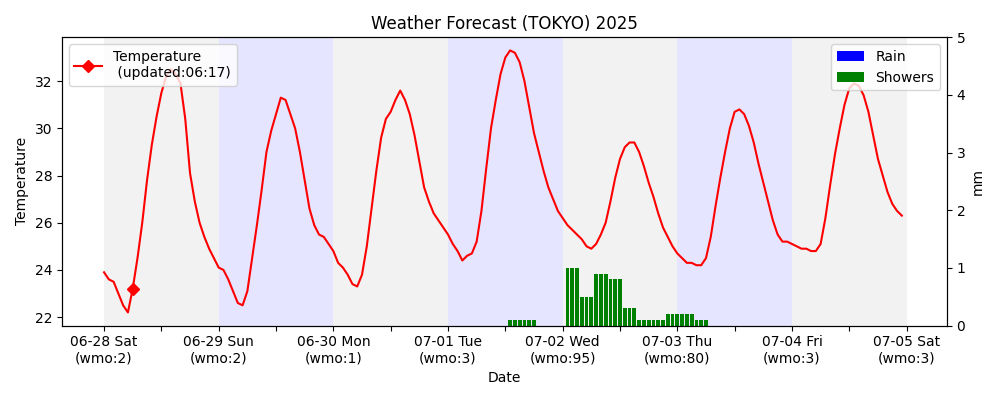 Weather Forecast (TOKYO) 2025
Temperature
(updated:06:17)
Rain
Showers
Temperature
32
30
28
26
24
22
5
4
3
2
1
0
mm
06-28 Sat
(wmo:2)
06-29 Sun
(wmo:2)
06-30 Mon
(wmo:1)
07-01 Tue
(wmo:3)
07-02 Wed
(wmo:95)
07-03 Thu
(wmo:80)
07-04 Fri
(wmo:3)
07-05 Sat
(wmo:3)
Date